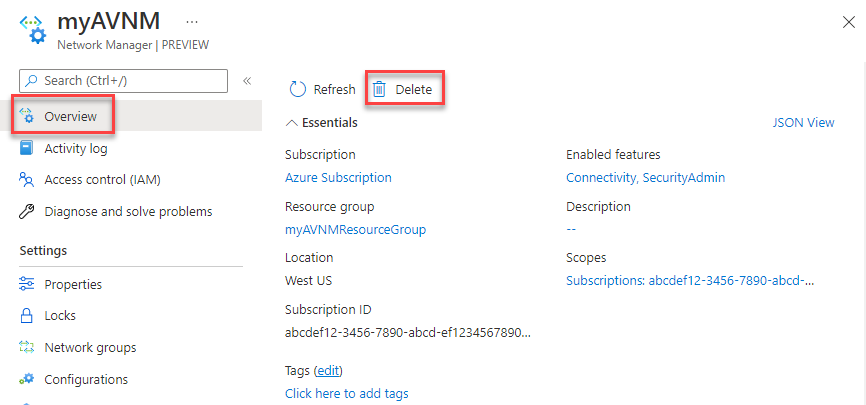 myAVNM ...
Network Manager | PREVIEW
Search (Ctrl+/)
Overview
Activity log
Access control (IAM)
Diagnose and solve problems
Settings
Properties
Locks
Network groups
Configurations
Refresh Delete
Essentials JSON View
Subscription
Azure Subscription
Resource group
myAVNMResourceGroup
Location
West US
Subscription ID
abcdef12-3456-7890-abcd-ef1234567890...
Enabled features
Connectivity, SecurityAdmin
Description
--
Scopes
Subscriptions: abcdef12-3456-7890-abcd-...
Tags (edit)
Click here to add tags